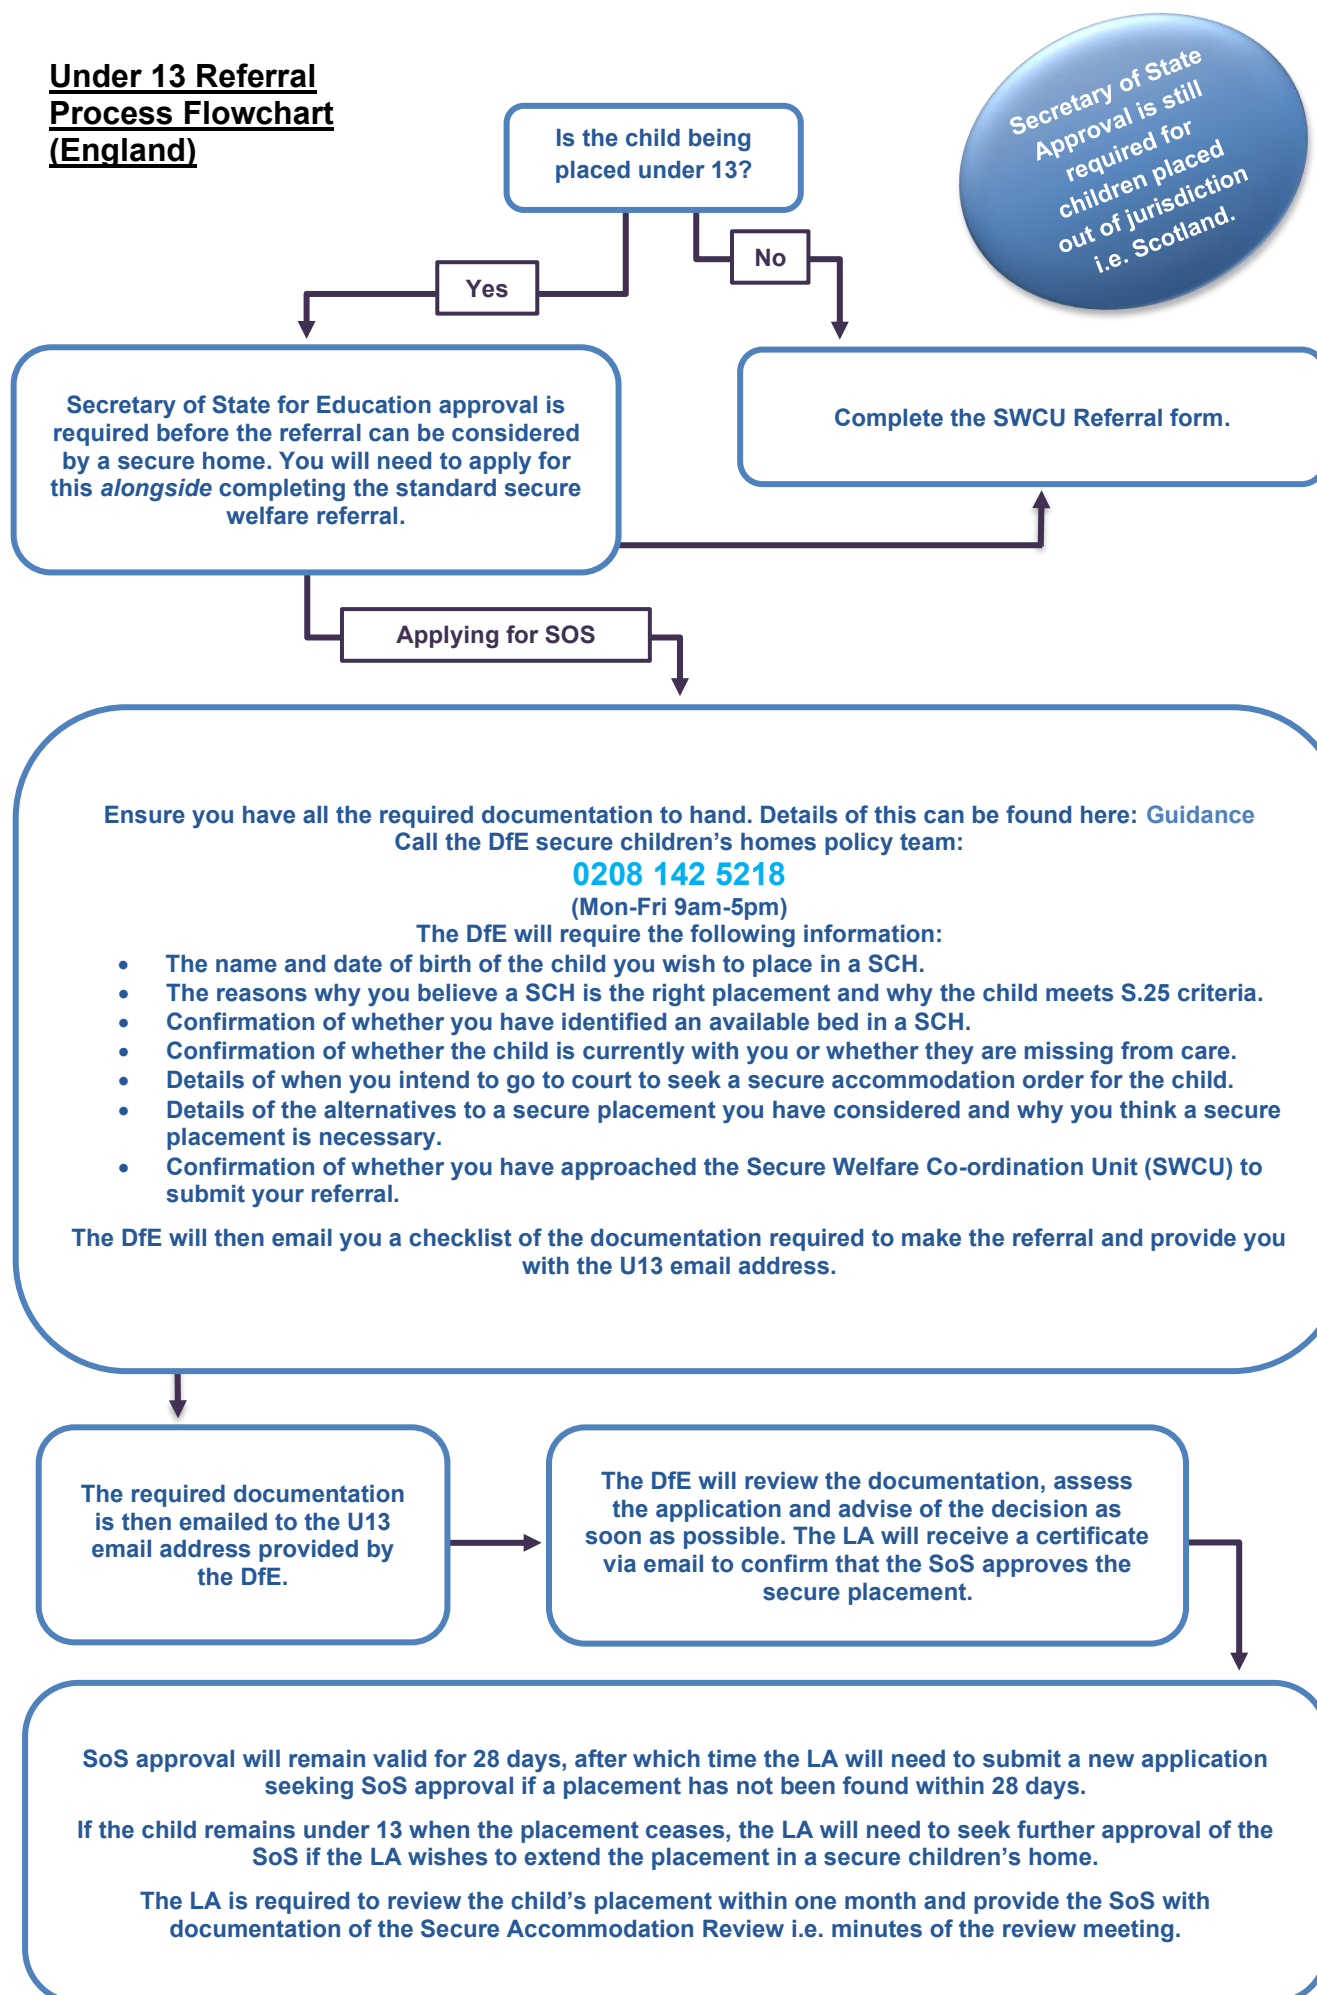 Under 13 Referral
Process Flowchart
(England)
Secretary of State
Approval is still
required for
children placed
out of jurisdiction
i.e. Scotland.
Is the child being
placed under 13?
Yes
No
Secretary of State for Education approval is
required before the referral can be considered
by a secure home. You will need to apply for
this alongside completing the standard secure
welfare referral.
Complete the SWCU Referral form.
Applying for SOS
Ensure you have all the required documentation to hand. Details of this can be found here: Guidance
Call the DfE secure children’s homes policy team:
0208 142 5218
(Mon-Fri 9am-5pm)
The DfE will require the following information:
• The name and date of birth of the child you wish to place in a SCH.
• The reasons why you believe a SCH is the right placement and why the child meets S.25 criteria.
• Confirmation of whether you have identified an available bed in a SCH.
• Confirmation of whether the child is currently with you or whether they are missing from care.
• Details of when you intend to go to court to seek a secure accommodation order for the child.
• Details of the alternatives to a secure placement you have considered and why you think a secure
placement is necessary.
• Confirmation of whether you have approached the Secure Welfare Co-ordination Unit (SWCU) to
submit your referral.
The DfE will then email you a checklist of the documentation required to make the referral and provide you
with the U13 email address.
The required documentation
is then emailed to the U13
email address provided by
the DfE.
The DfE will review the documentation, assess
the application and advise of the decision as
soon as possible. The LA will receive a certificate
via email to confirm that the SoS approves the
secure placement.
SoS approval will remain valid for 28 days, after which time the LA will need to submit a new application
seeking SoS approval if a placement has not been found within 28 days.
If the child remains under 13 when the placement ceases, the LA will need to seek further approval of the
SoS if the LA wishes to extend the placement in a secure children’s home.
The LA is required to review the child’s placement within one month and provide the SoS with
documentation of the Secure Accommodation Review i.e. minutes of the review meeting.